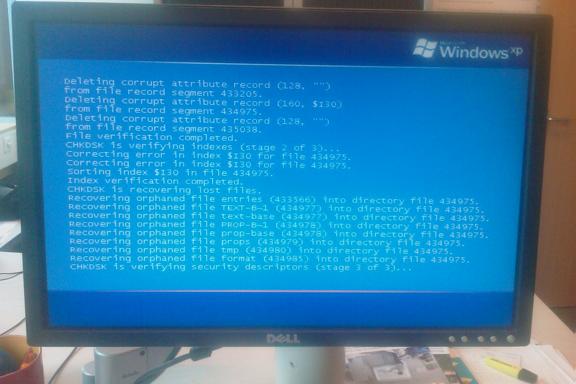 Microsoft
Windows xp
Deleting corrupt attribute record (128, "")
from file record segment 433205.
Deleting corrupt attribute record (160, $I30)
from file record segment 434975.
Deleting corrupt attribute record (128, "")
from file record segment 435038.
File verification completed.
CHKDSK is verifying indexes (stage 2 of 3)...
Correcting error in index $I30 for file 434975.
Correcting error in index $I30 for file 434975.
Sorting index $I30 in file 434975.
Index verification completed.
CHKDSK is recovering lost files.
Recovering orphaned file entries (433566) into directory file 434975.
Recovering orphaned file TEXT-B~1 (434977) into directory file 434975.
Recovering orphaned file text-base (434977) into directory file 434975.
Recovering orphaned file PROP-B~1 (434978) into directory file 434975.
Recovering orphaned file prop-base (434978) into directory file 434975.
Recovering orphaned file props (434979) into directory file 434975.
Recovering orphaned file tmp (434980) into directory file 434975.
Recovering orphaned file format (434985) into directory file 434975.
CHKDSK is verifying security descriptors (stage 3 of 3)...
DELL